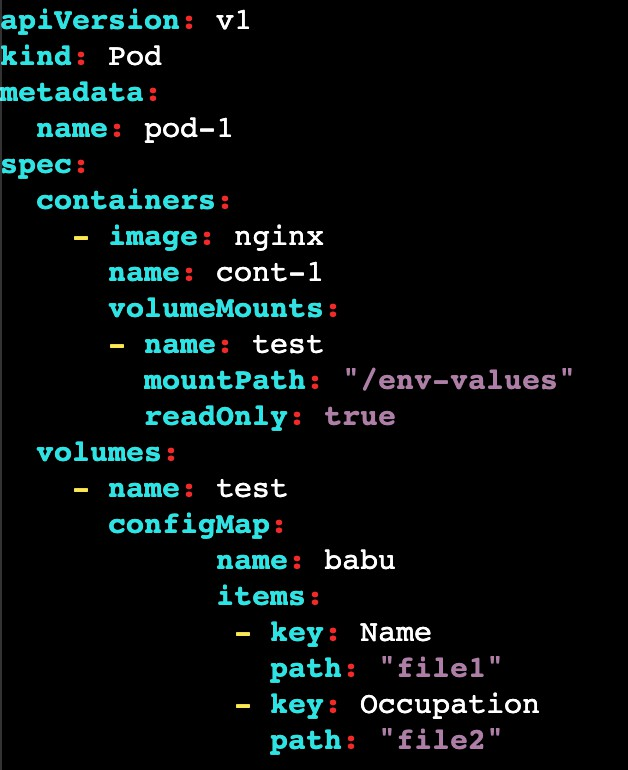 apiVersion: v1
kind: Pod
metadata:
  name: pod-1
spec:
  containers:
    - image: nginx
      name: cont-1
      volumeMounts:
      - name: test
        mountPath: "/env-values"
        readOnly: true
  volumes:
    - name: test
      configMap:
            name: babu
            items:
             - key: Name
               path: "file1"
             - key: Occupation
               path: "file2"